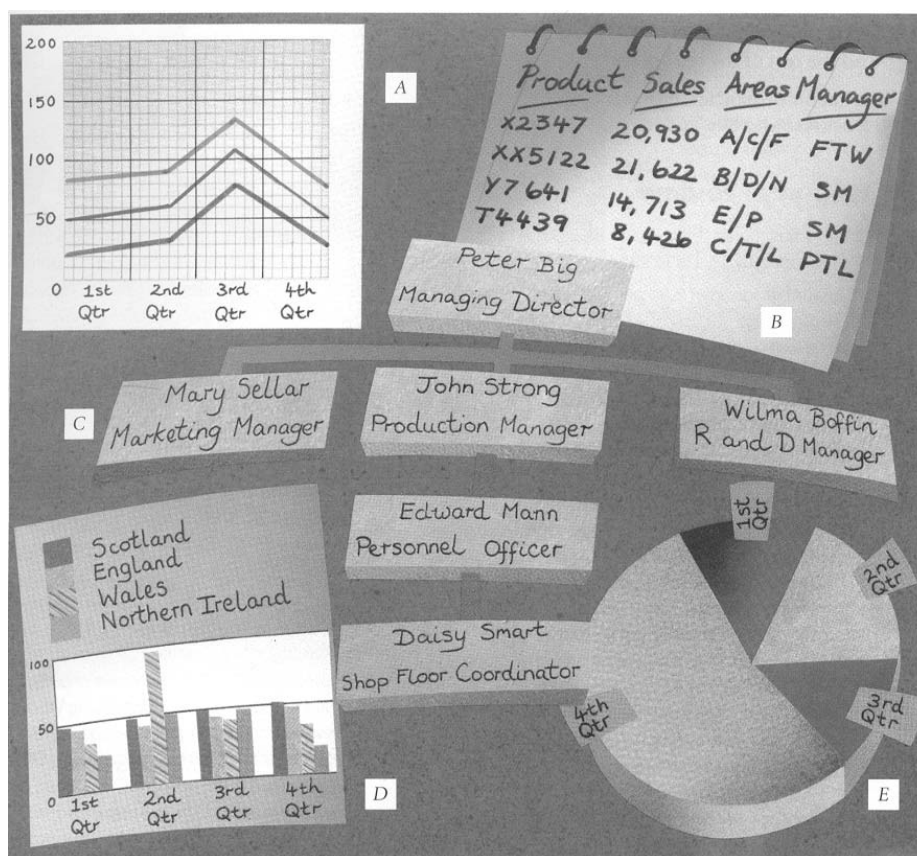 200
150
100
50
0
1st Qtr
2nd Qtr
3rd Qtr
4th Qtr
A
Product Sales Areas Manager
X2347 20,930 A/C/F FTW
XX5122 21,622 B/D/N SM
Y7641 14,713 E/P SM
T4439 8,426 C/T/L PTL
B
Peter Big
Managing Director
C
Mary Sellar
Marketing Manager
John Strong
Production Manager
Wilma Boffin
R and D Manager
Edward Mann
Personnel Officer
Daisy Smart
Shop Floor Coordinator
Scotland
England
Wales
Northern Ireland
100
50
0
1st Qtr
2nd Qtr
3rd Qtr
4th Qtr
D
1st Qtr
2nd Qtr
3rd Qtr
4th Qtr
E